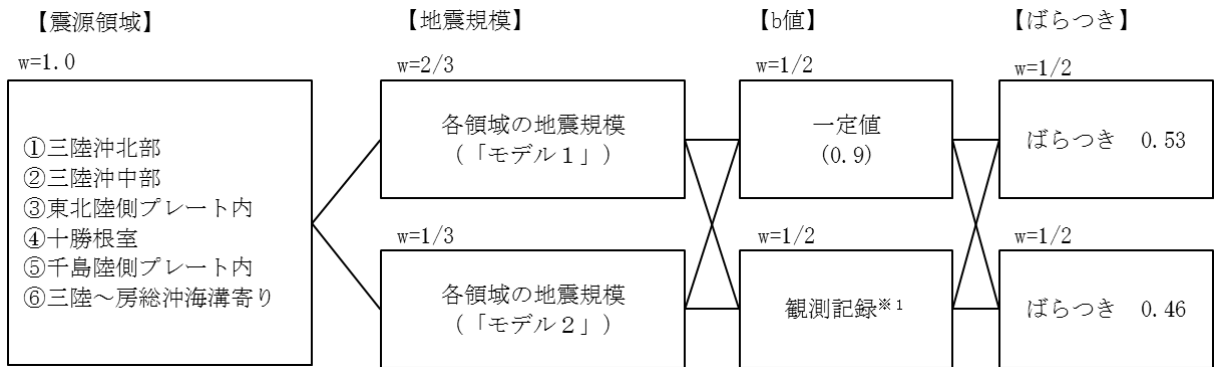 【震源領域】
w=1.0
①三陸沖北部
②三陸沖中部
③東北陸側プレート内
④十勝根室
⑤千島陸側プレート内
⑥三陸～房総沖海溝寄り
【地震規模】
w=2/3
各領域の地震規模
(「モデル１」)
w=1/3
各領域の地震規模
(「モデル２」)
【b値】
w=1/2
一定値
(0.9)
w=1/2
観測記録※1
【ばらつき】
w=1/2
ばらつき 0.53
w=1/2
ばらつき 0.46